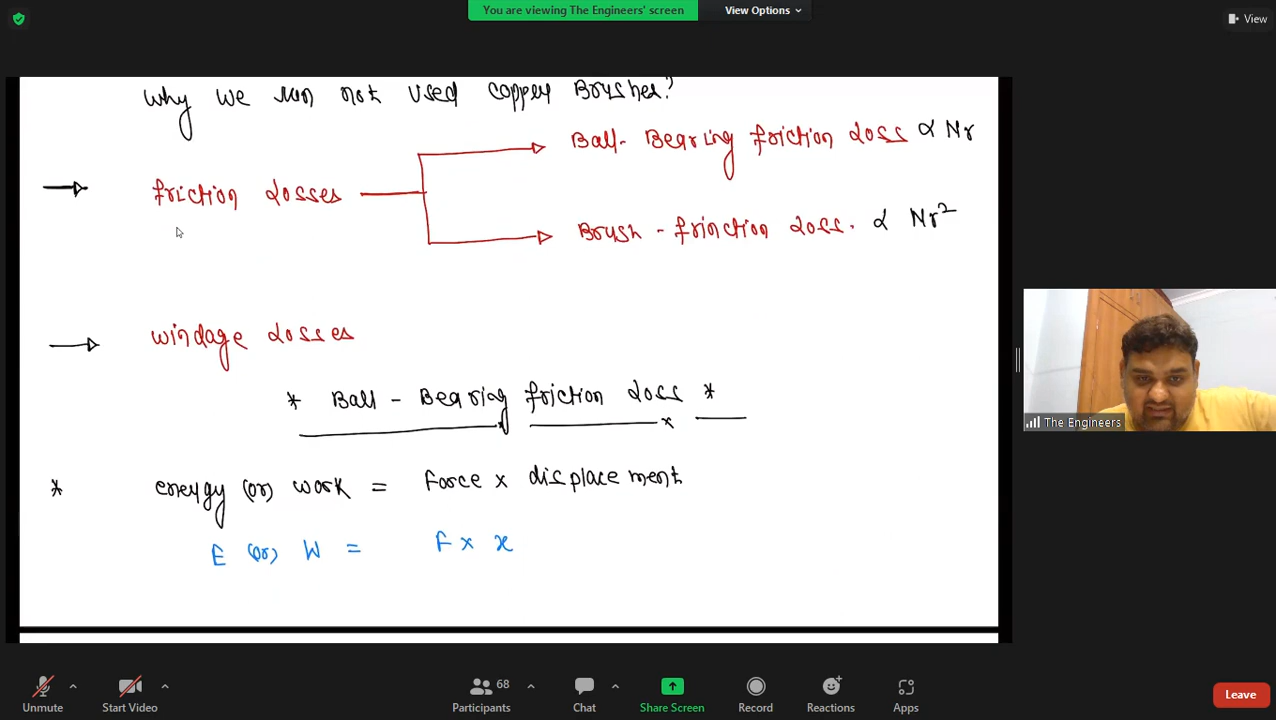 You are viewing The Engineers' screen
View Options
View
why we can not used copper Brushes?
Ball-Bearing friction loss ∝ Nr
friction losses
Brush - frinction loss. ∝ Nr²
windage losses
* Ball - Bearing friction loss *
* energy (or) work = Force × displacement
E (or) W = F × x
The Engineers
Unmute
Start Video
68
Participants
Chat
Share Screen
Record
Reactions
Apps
Leave